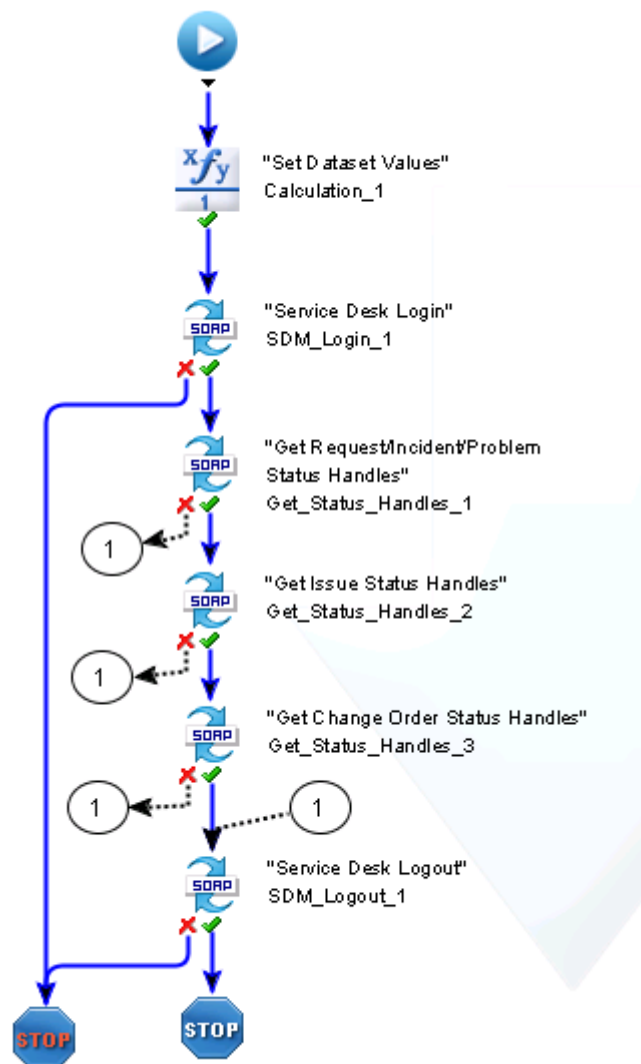 xfy
1
"Set Dataset Values"
Calculation_1
"Service Desk Login"
SOAP
SDM_Login_1
"Get Request/Incident/Problem
SOAP
Status Handles"
Get_Status_Handles_1
1
"Get Issue Status Handles"
SOAP
Get_Status_Handles_2
1
"Get Change Order Status Handles"
SOAP
Get_Status_Handles_3
1
1
"Service Desk Logout"
SOAP
SDM_Logout_1
STOP
STOP